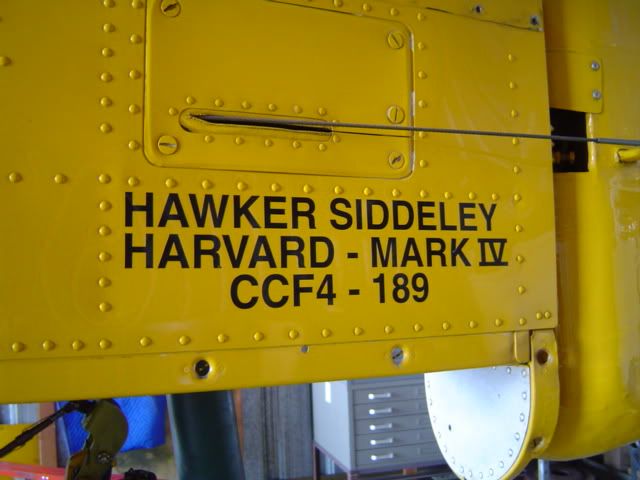 HAWKER SIDDELEY
HARVARD - MARK IV
CCF4 - 189